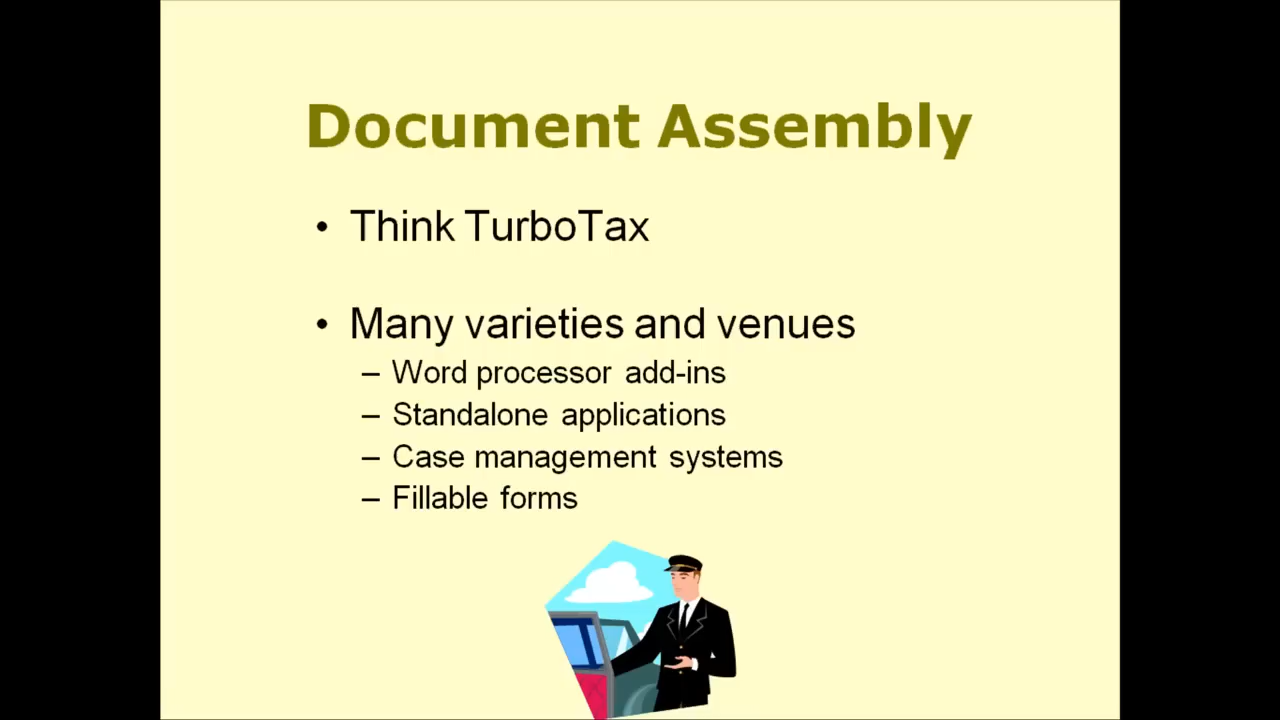 Document Assembly
• Think TurboTax
• Many varieties and venues
– Word processor add-ins
– Standalone applications
– Case management systems
– Fillable forms